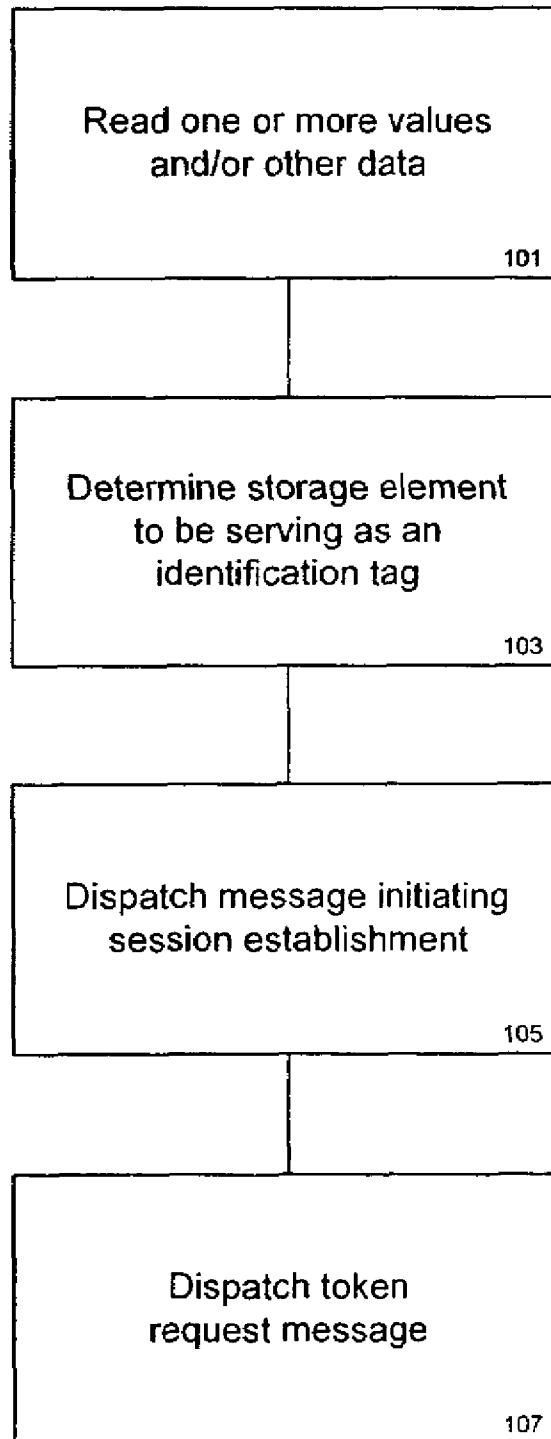 Read one or more values
and/or other data
101
Determine storage element
to be serving as an
identification tag
103
Dispatch message initiating
session establishment
105
Dispatch token
request message
107